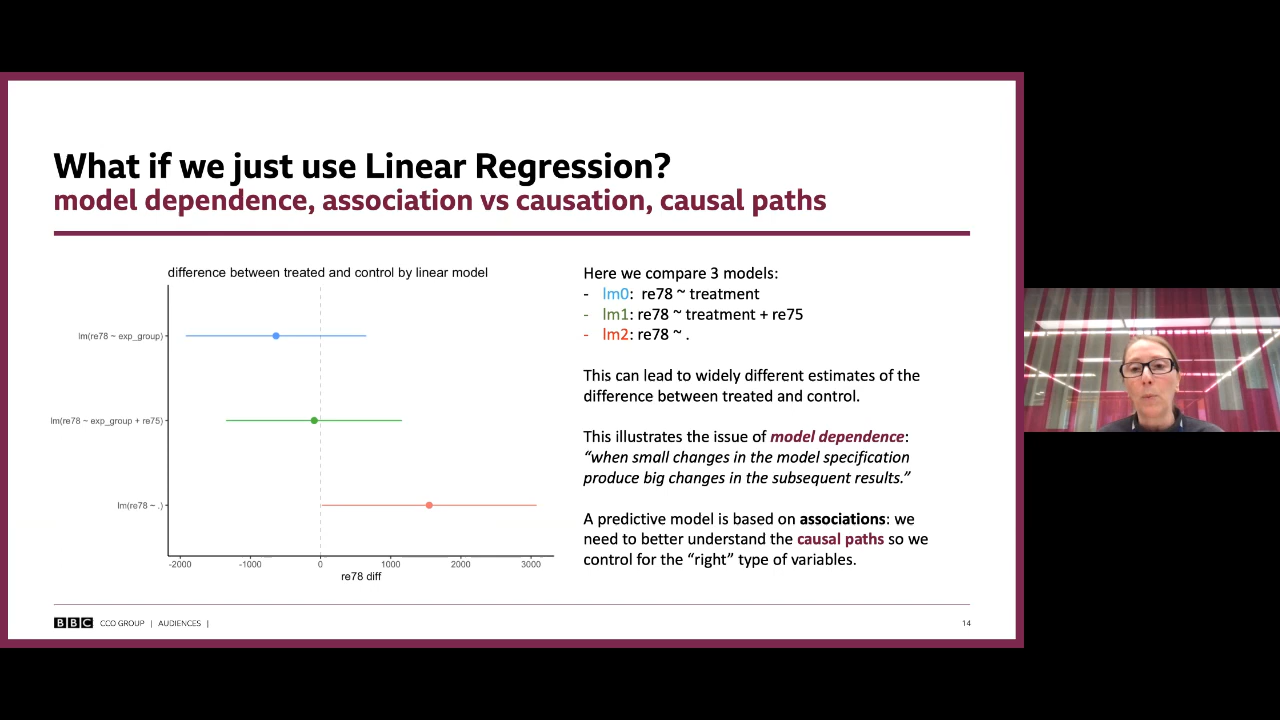 What if we just use Linear Regression?
model dependence, association vs causation, causal paths
difference between treated and control by linear model
lm(re78 ~ exp_group)
lm(re78 ~ exp_group + re75)
lm(re78 ~ .)
-2000 -1000 0 1000 2000 3000
re78 diff
Here we compare 3 models:
- lm0: re78 ~ treatment
- lm1: re78 ~ treatment + re75
- lm2: re78 ~ .
This can lead to widely different estimates of the
difference between treated and control.
This illustrates the issue of model dependence:
“when small changes in the model specification
produce big changes in the subsequent results.”
A predictive model is based on associations: we
need to better understand the causal paths so we
control for the “right” type of variables.
BBC CCO GROUP | AUDIENCES |
14